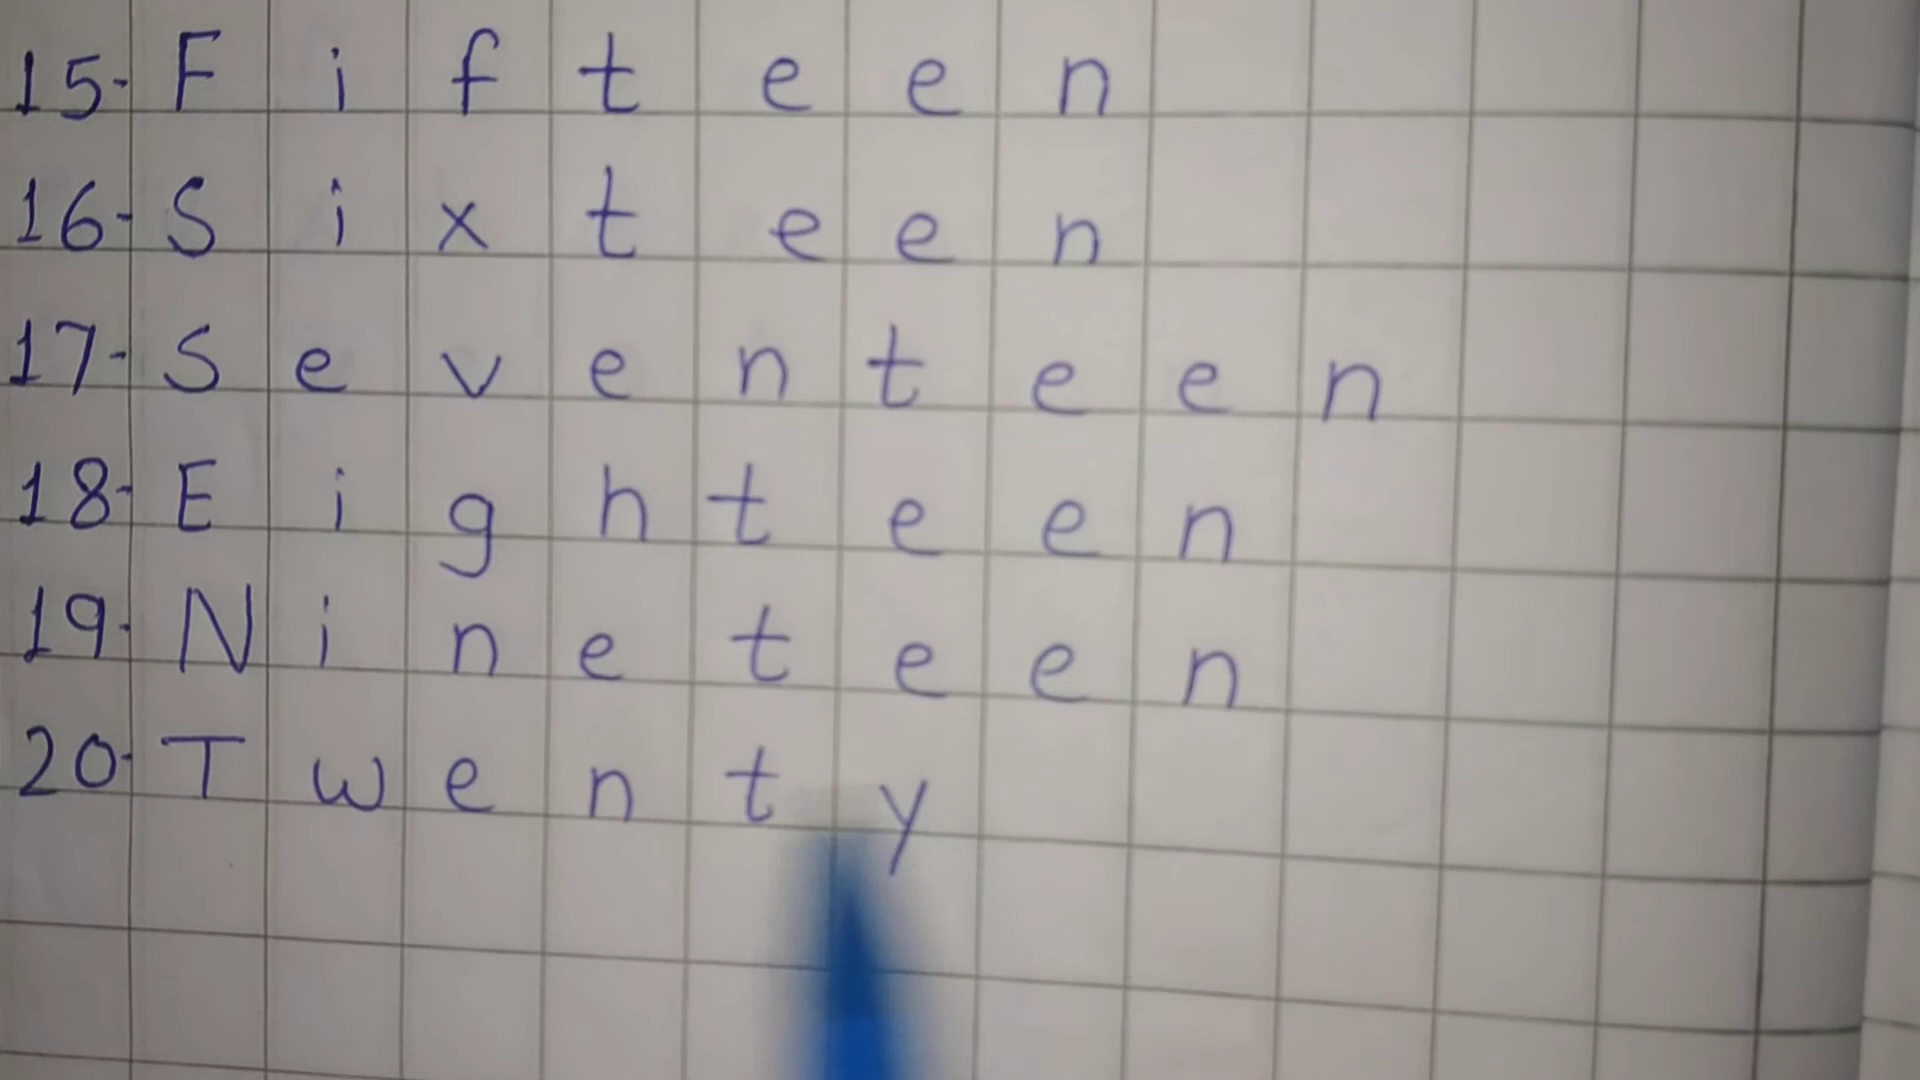 15- Fifteen
16- Sixteen
17- Seventeen
18- Eighteen
19- Nineteen
20- Twenty